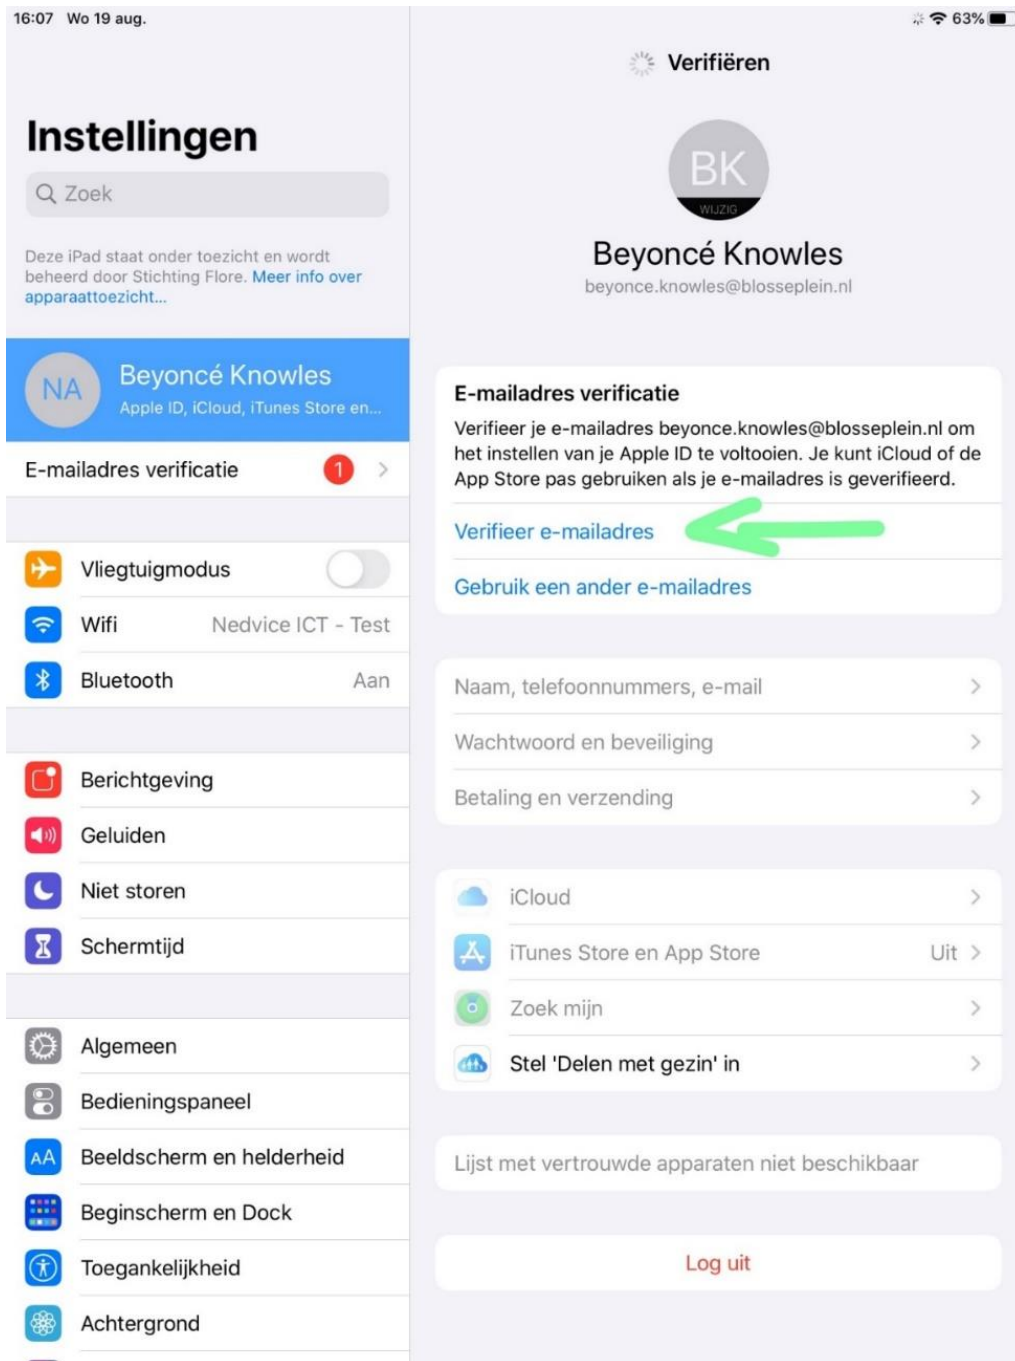 16:07 Wo 19 aug.
63%
Instellingen
Zoek
Deze iPad staat onder toezicht en wordt
beheerd door Stichting Flore. Meer info over
apparaattoezicht...
NA
Beyoncé Knowles
Apple ID, iCloud, iTunes Store en...
E-mailadres verificatie 1
Vliegtuigmodus
Wifi Nedvice ICT - Test
Bluetooth Aan
Berichtgeving
Geluiden
Niet storen
Schermtijd
Algemeen
Bedieningspaneel
AA Beeldscherm en helderheid
Beginscherm en Dock
Toegankelijkheid
Achtergrond
Verifiëren
BK
WIJZIG
Beyoncé Knowles
beyonce.knowles@blosseplein.nl
E-mailadres verificatie
Verifieer je e-mailadres beyonce.knowles@blosseplein.nl om
het instellen van je Apple ID te voltooien. Je kunt iCloud of de
App Store pas gebruiken als je e-mailadres is geverifieerd.
Verifieer e-mailadres
Gebruik een ander e-mailadres
Naam, telefoonnummers, e-mail
Wachtwoord en beveiliging
Betaling en verzending
iCloud
iTunes Store en App Store Uit
Zoek mijn
Stel 'Delen met gezin' in
Lijst met vertrouwde apparaten niet beschikbaar
Log uit